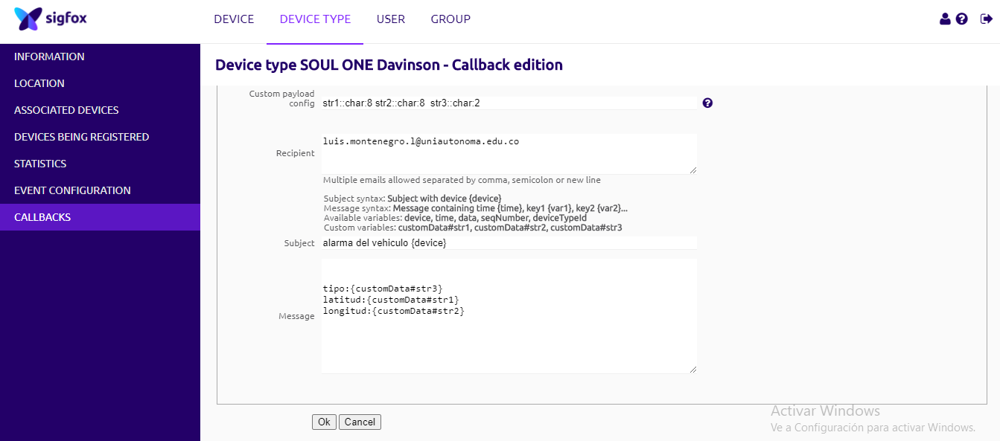 sigfox
DEVICE DEVICE TYPE USER GROUP
INFORMATION
LOCATION
ASSOCIATED DEVICES
DEVICES BEING REGISTERED
STATISTICS
EVENT CONFIGURATION
CALLBACKS
Device type SOUL ONE Davinson - Callback edition
Custom payload
config
str1::char:8 str2::char:8  str3::char:2
Recipient
luis.montenegro.l@uniautonoma.edu.co
Multiple emails allowed separated by comma, semicolon or new line
Subject syntax: Subject with device {device}
Message syntax: Message containing time {time}, key1 {var1}, key2 {var2}...
Available variables: device, time, data, seqNumber, deviceTypeId
Custom variables: customData#str1, customData#str2, customData#str3
Subject
alarma del vehiculo {device}
Message
tipo:{customData#str3}
latitud:{customData#str1}
longitud:{customData#str2}
Ok Cancel
Activar Windows
Ve a Configuración para activar Windows.